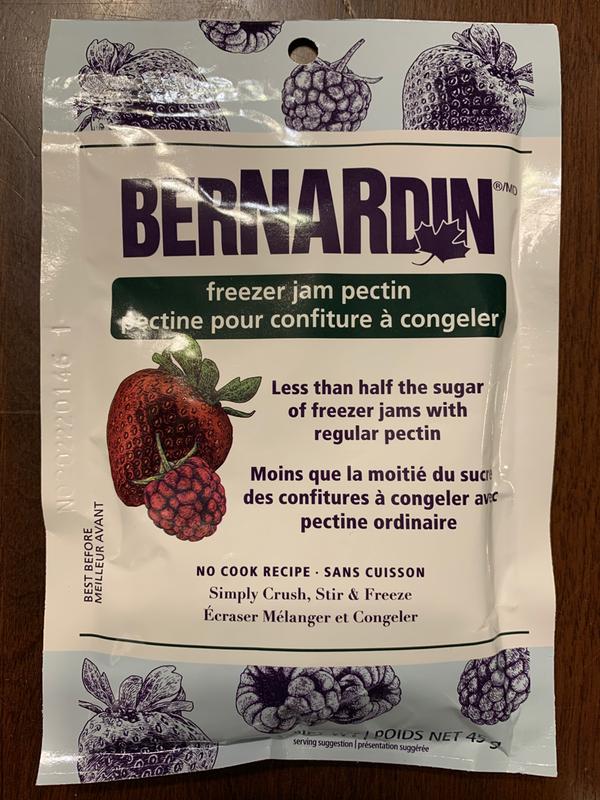 BERNARDIN ®/MD
freezer jam pectin
pectine pour confiture à congeler
Less than half the sugar
of freezer jams with
regular pectin
Moins que la moitié du sucre
des confitures à congeler avec
pectine ordinaire
NO COOK RECIPE · SANS CUISSON
Simply Crush, Stir & Freeze
Écraser Mélanger et Congeler
BEST BEFORE
MEILLEUR AVANT
POIDS NET 45 g
serving suggestion | présentation suggérée